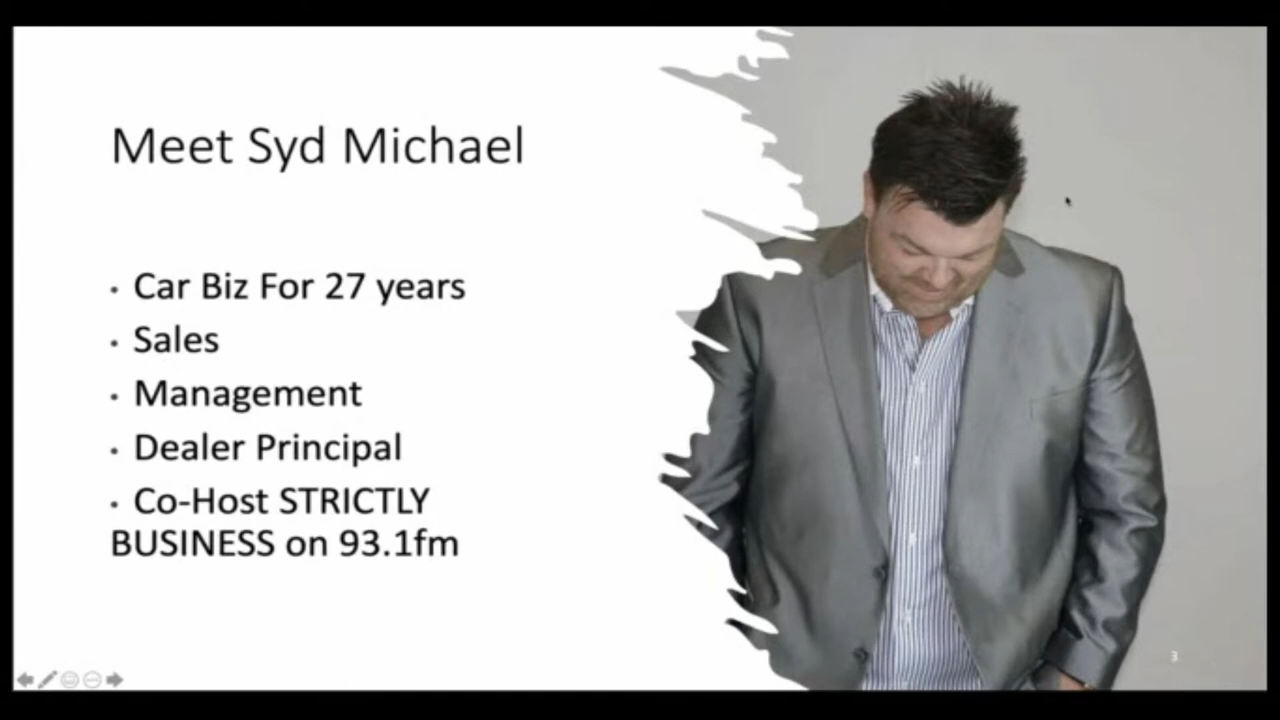 Meet Syd Michael
· Car Biz For 27 years
· Sales
· Management
· Dealer Principal
· Co-Host STRICTLY
BUSINESS on 93.1fm
3